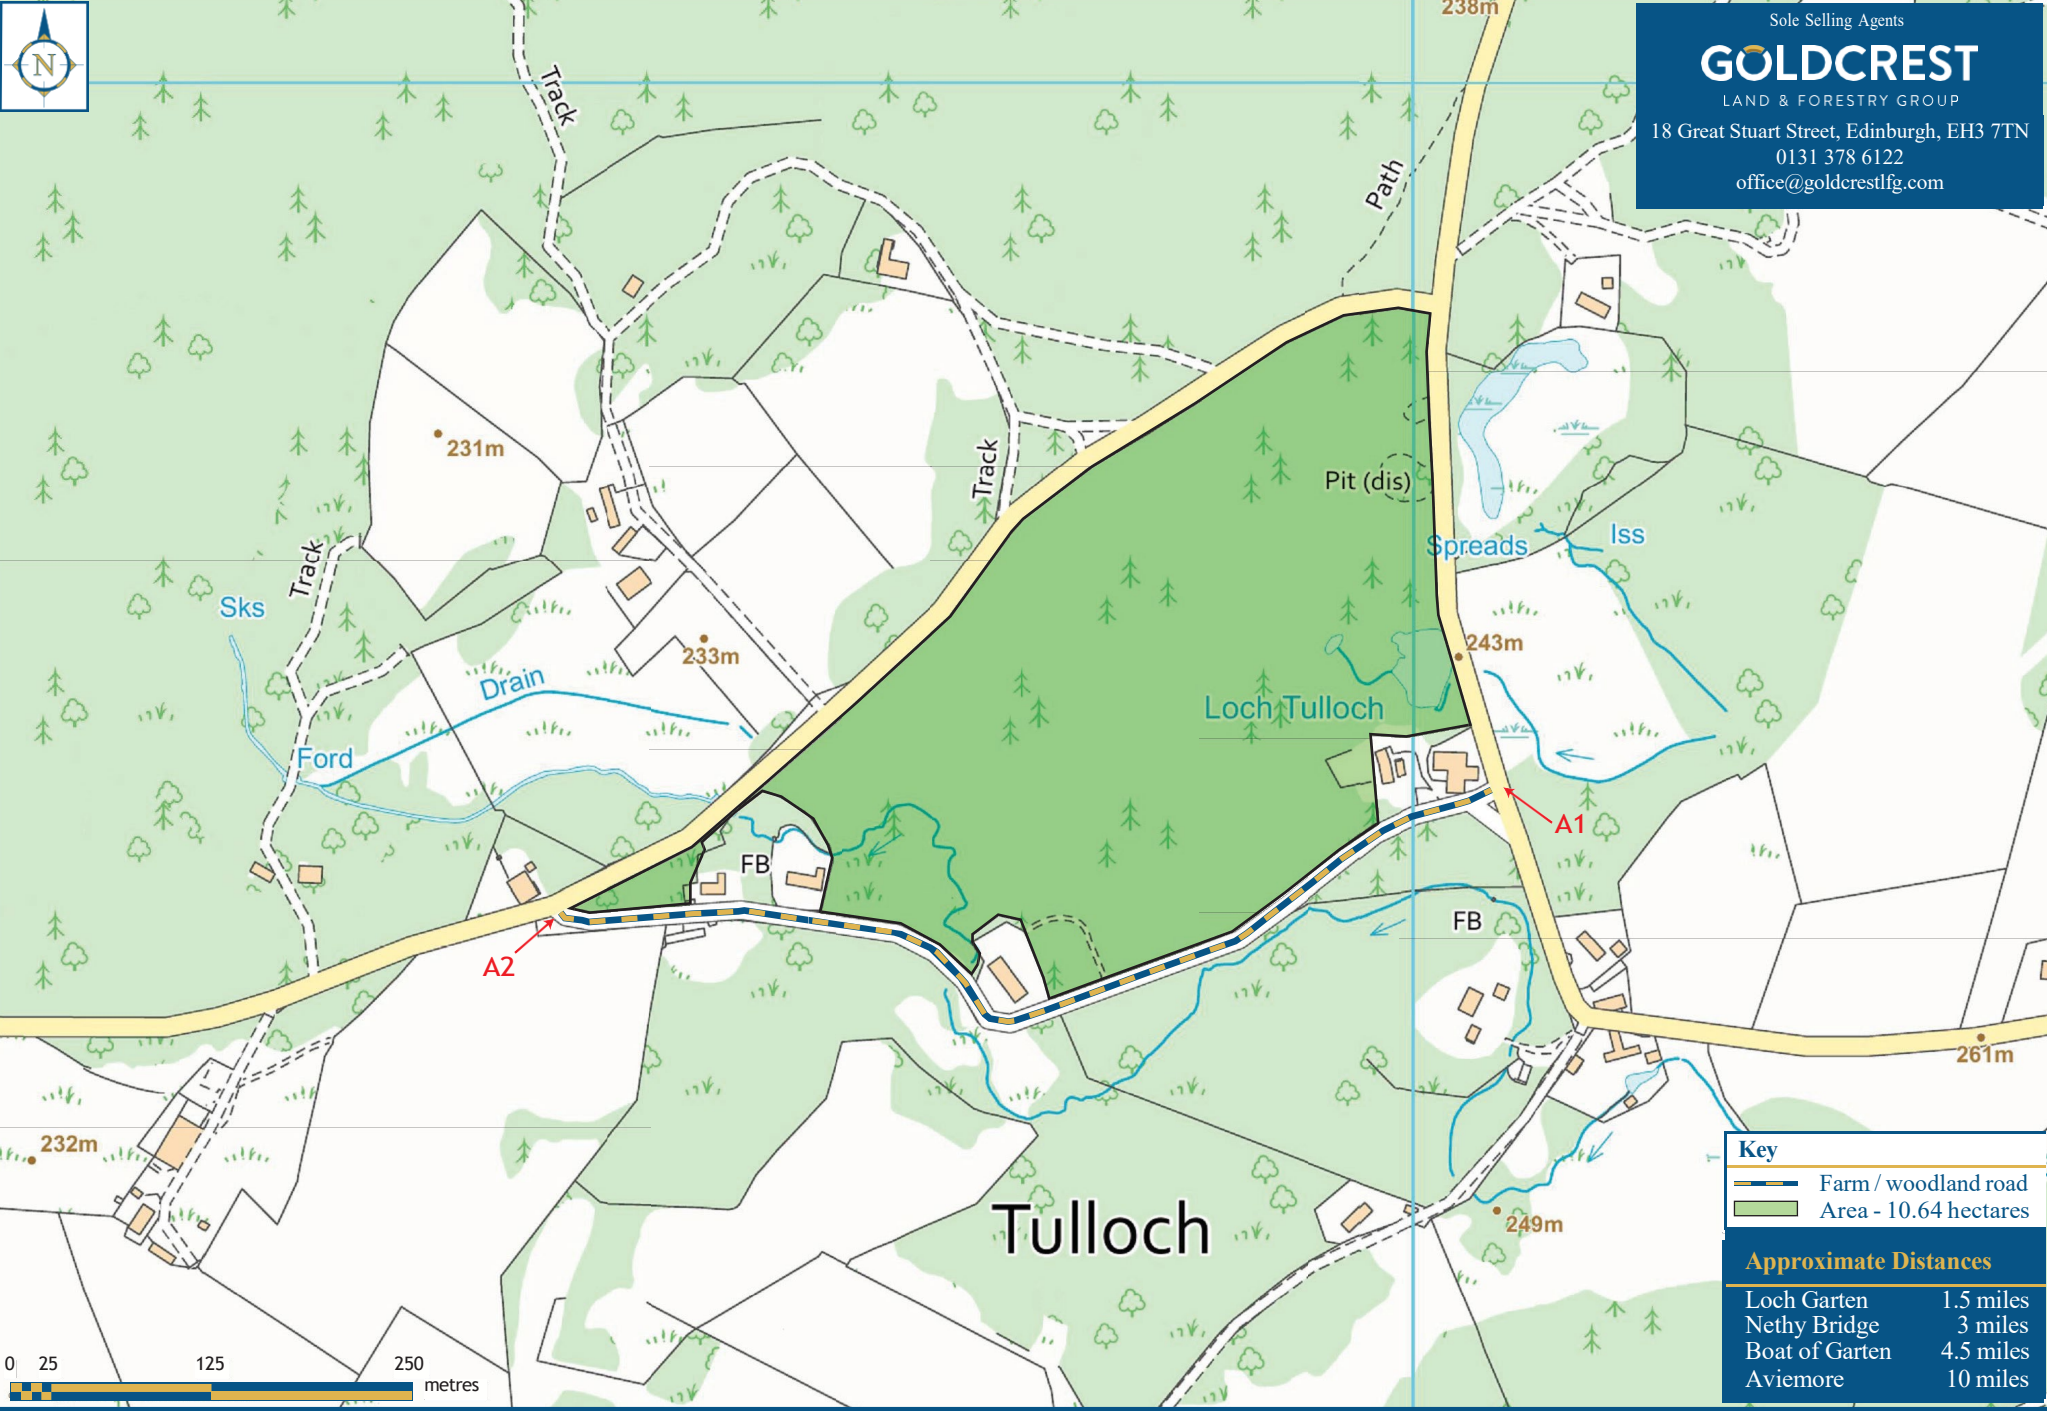 N
238m
Sole Selling Agents
GOLDCREST
LAND & FORESTRY GROUP
18 Great Stuart Street, Edinburgh, EH3 7TN
0131 378 6122
office@goldcrestlfg.com
Track
Path
231m
Track
Pit (dis)
Spreads
Iss
Track
Sks
233m
243m
Drain
Loch Tulloch
Ford
A1
FB
FB
A2
261m
232m
Tulloch
249m
Key
Farm / woodland road
Area - 10.64 hectares
Approximate Distances
Loch Garten 1.5 miles
Nethy Bridge 3 miles
Boat of Garten 4.5 miles
Aviemore 10 miles
0 25 125 250
metres